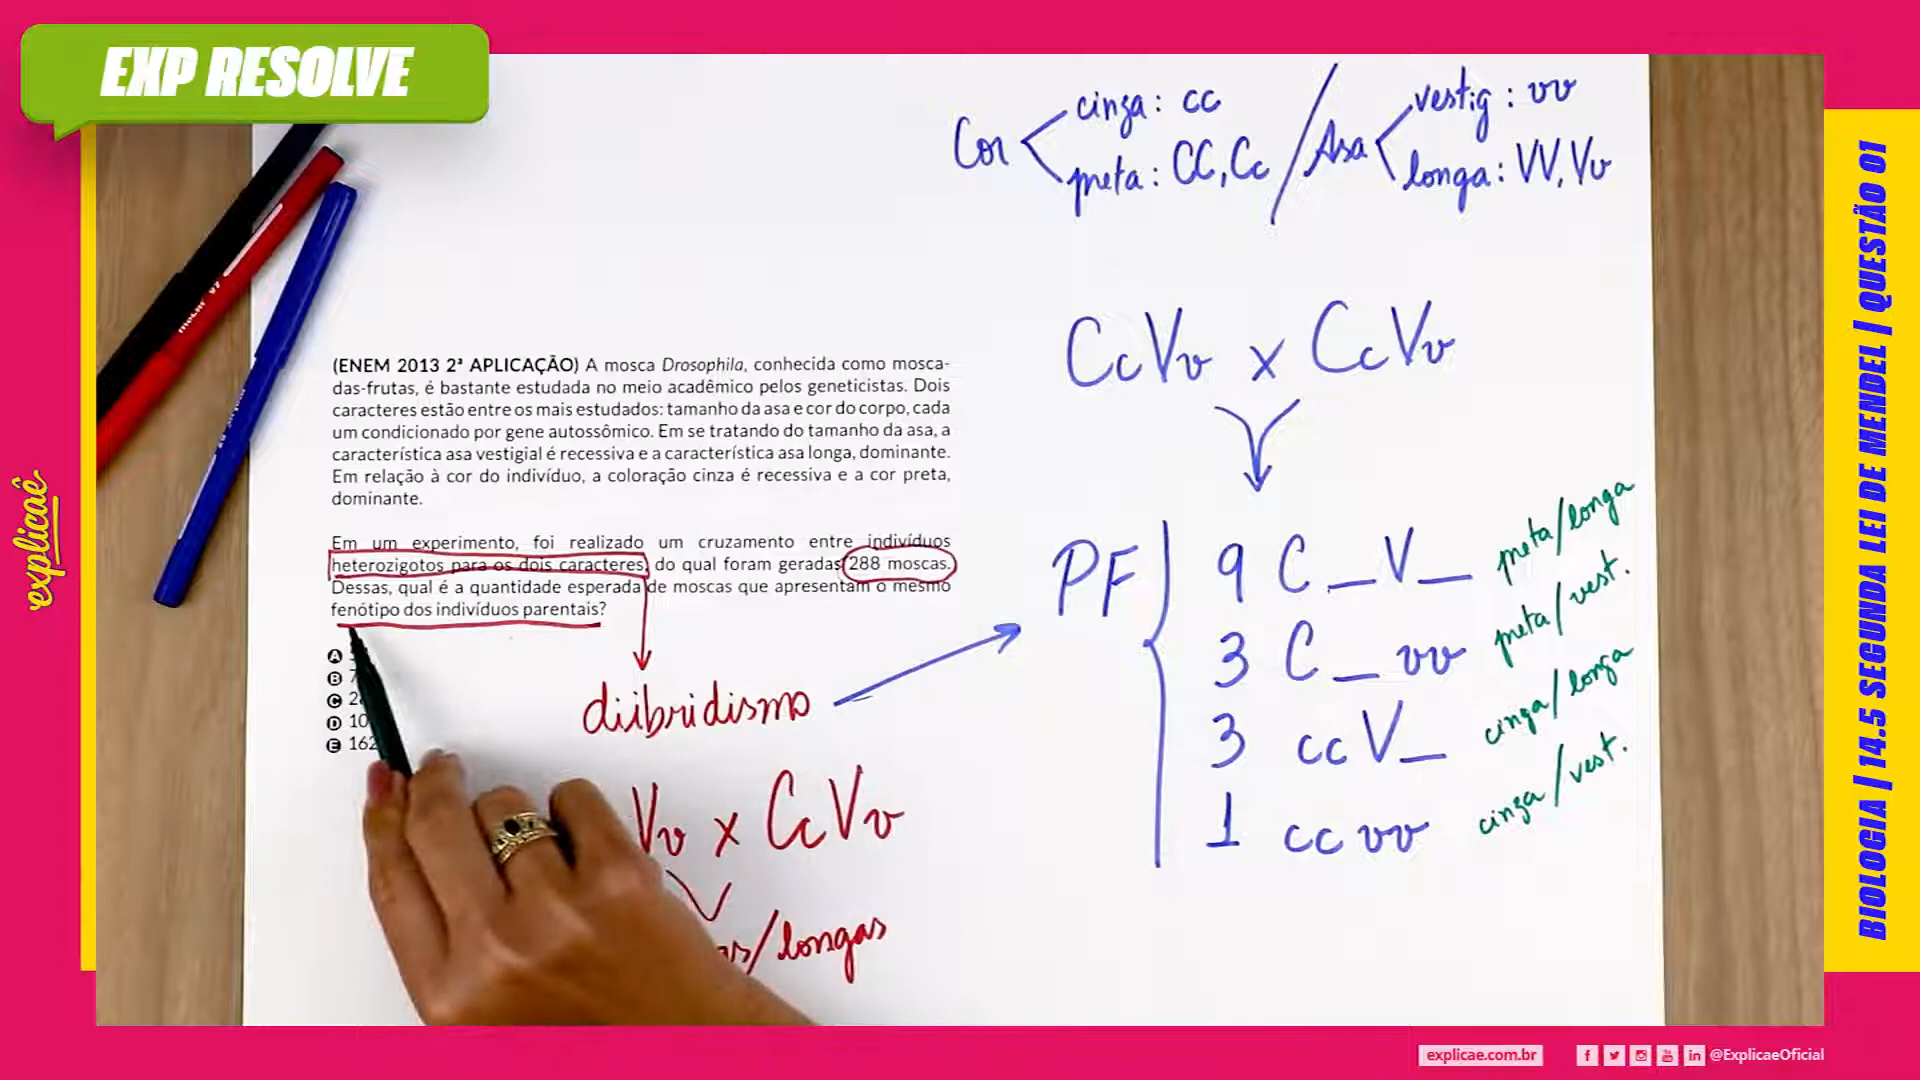 EXP RESOLVE
Cor
cinza: cc
preta: CC, Cc
Asa
vestig: vv
longa: VV, Vv
CcVv x CcVv
(ENEM 2013 2ª APLICAÇÃO) A mosca Drosophila, conhecida como mosca-
das-frutas, é bastante estudada no meio acadêmico pelos geneticistas. Dois
caracteres estão entre os mais estudados: tamanho da asa e cor do corpo, cada
um condicionado por gene autossômico. Em se tratando do tamanho da asa, a
característica asa vestigial é recessiva e a característica asa longa, dominante.
Em relação à cor do indivíduo, a coloração cinza é recessiva e a cor preta,
dominante.
Em um experimento, foi realizado um cruzamento entre indivíduos
heterozigotos para os dois caracteres, do qual foram geradas 288 moscas.
Dessas, qual é a quantidade esperada de moscas que apresentam o mesmo
fenótipo dos indivíduos parentais?
A
B 7
C 2
D 10
E 162
diibridismo
Vv x CcVv
/longas
PF
9 C_V_ preta/longa
3 C_vv preta/vest.
3 ccV_ cinza/longa
1 ccvv cinza/vest.
explicaê
BIOLOGIA | 14.5 SEGUNDA LEI DE MENDEL | QUESTÃO 01
explicae.com.br
@ExplicaeOficial